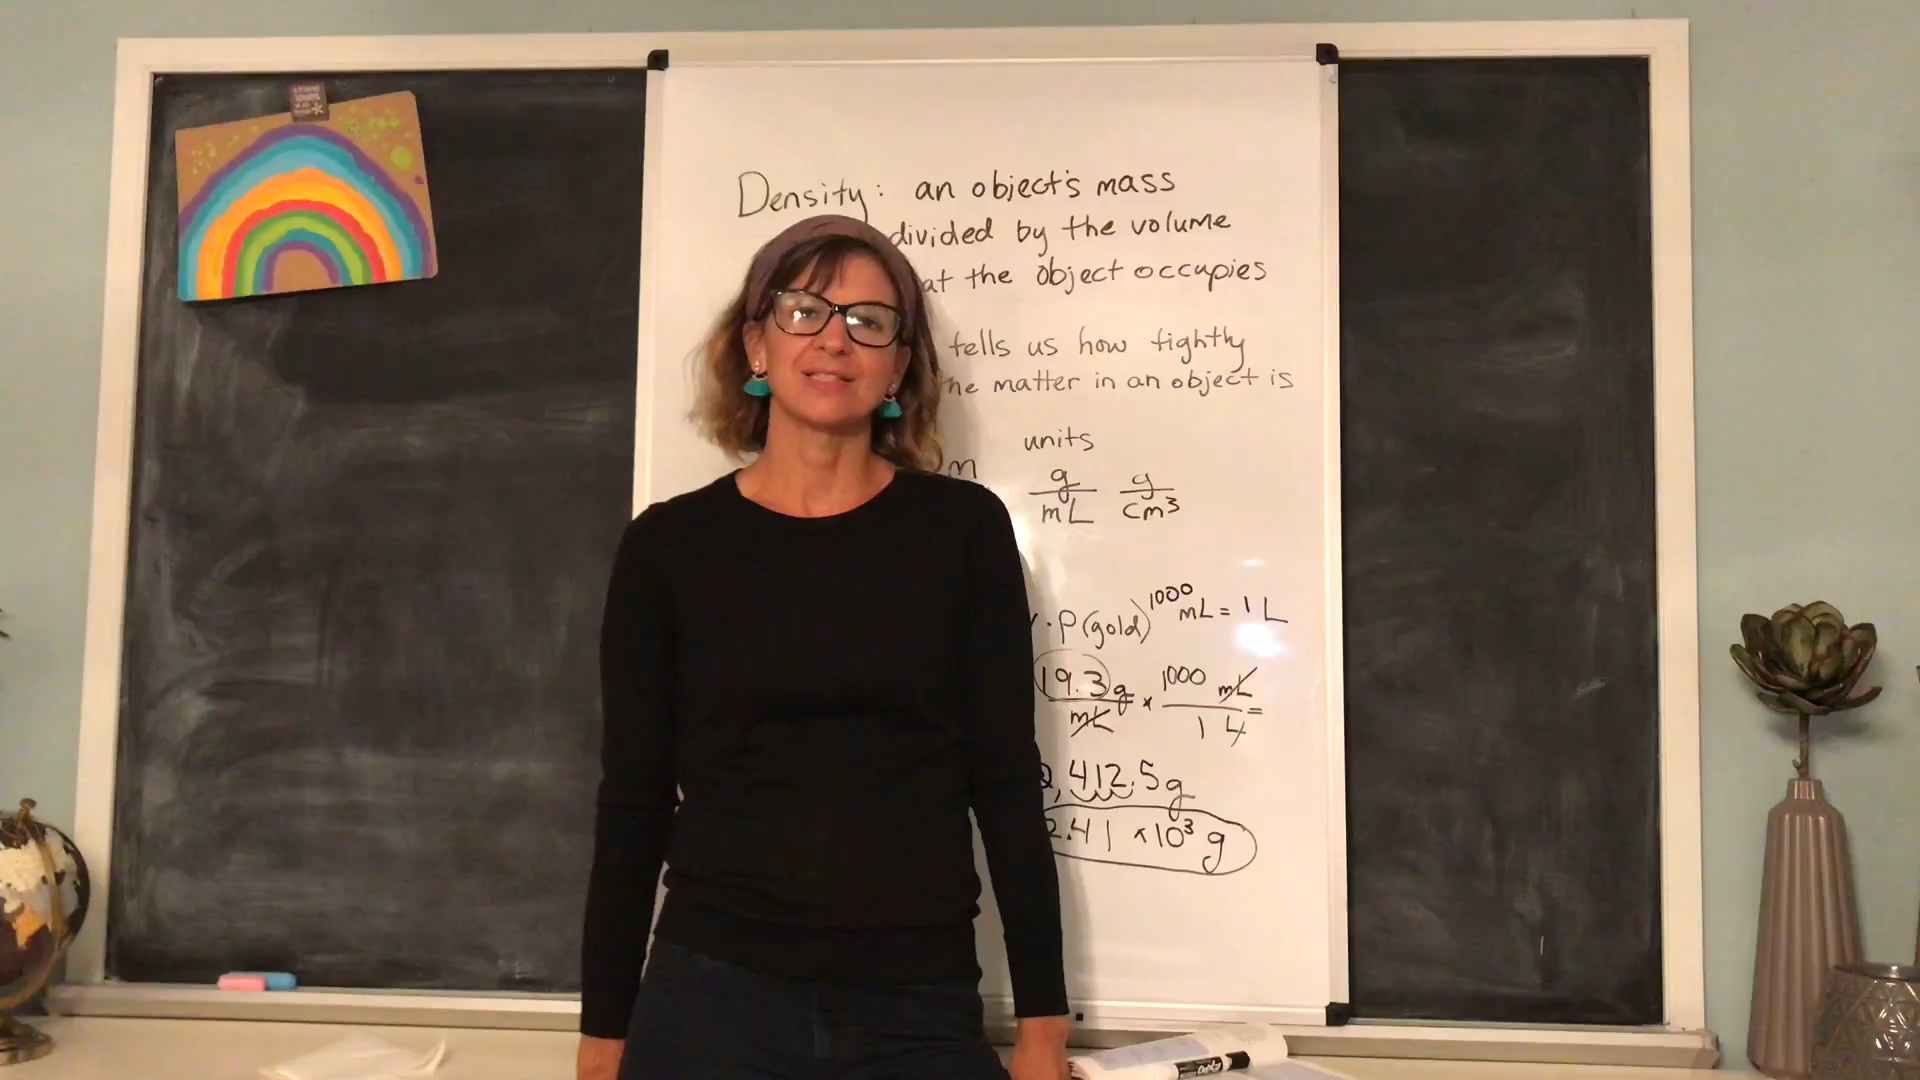 Density: an object's mass
divided by the volume
at the object occupies
tells us how tightly
he matter in an object is
units
m
g g
mL cm³
· ρ(gold) 1000 mL = 1 L
19.3 g × 1000 mL =
mL 1 L
2,412.5 g
2.41 ×10³ g